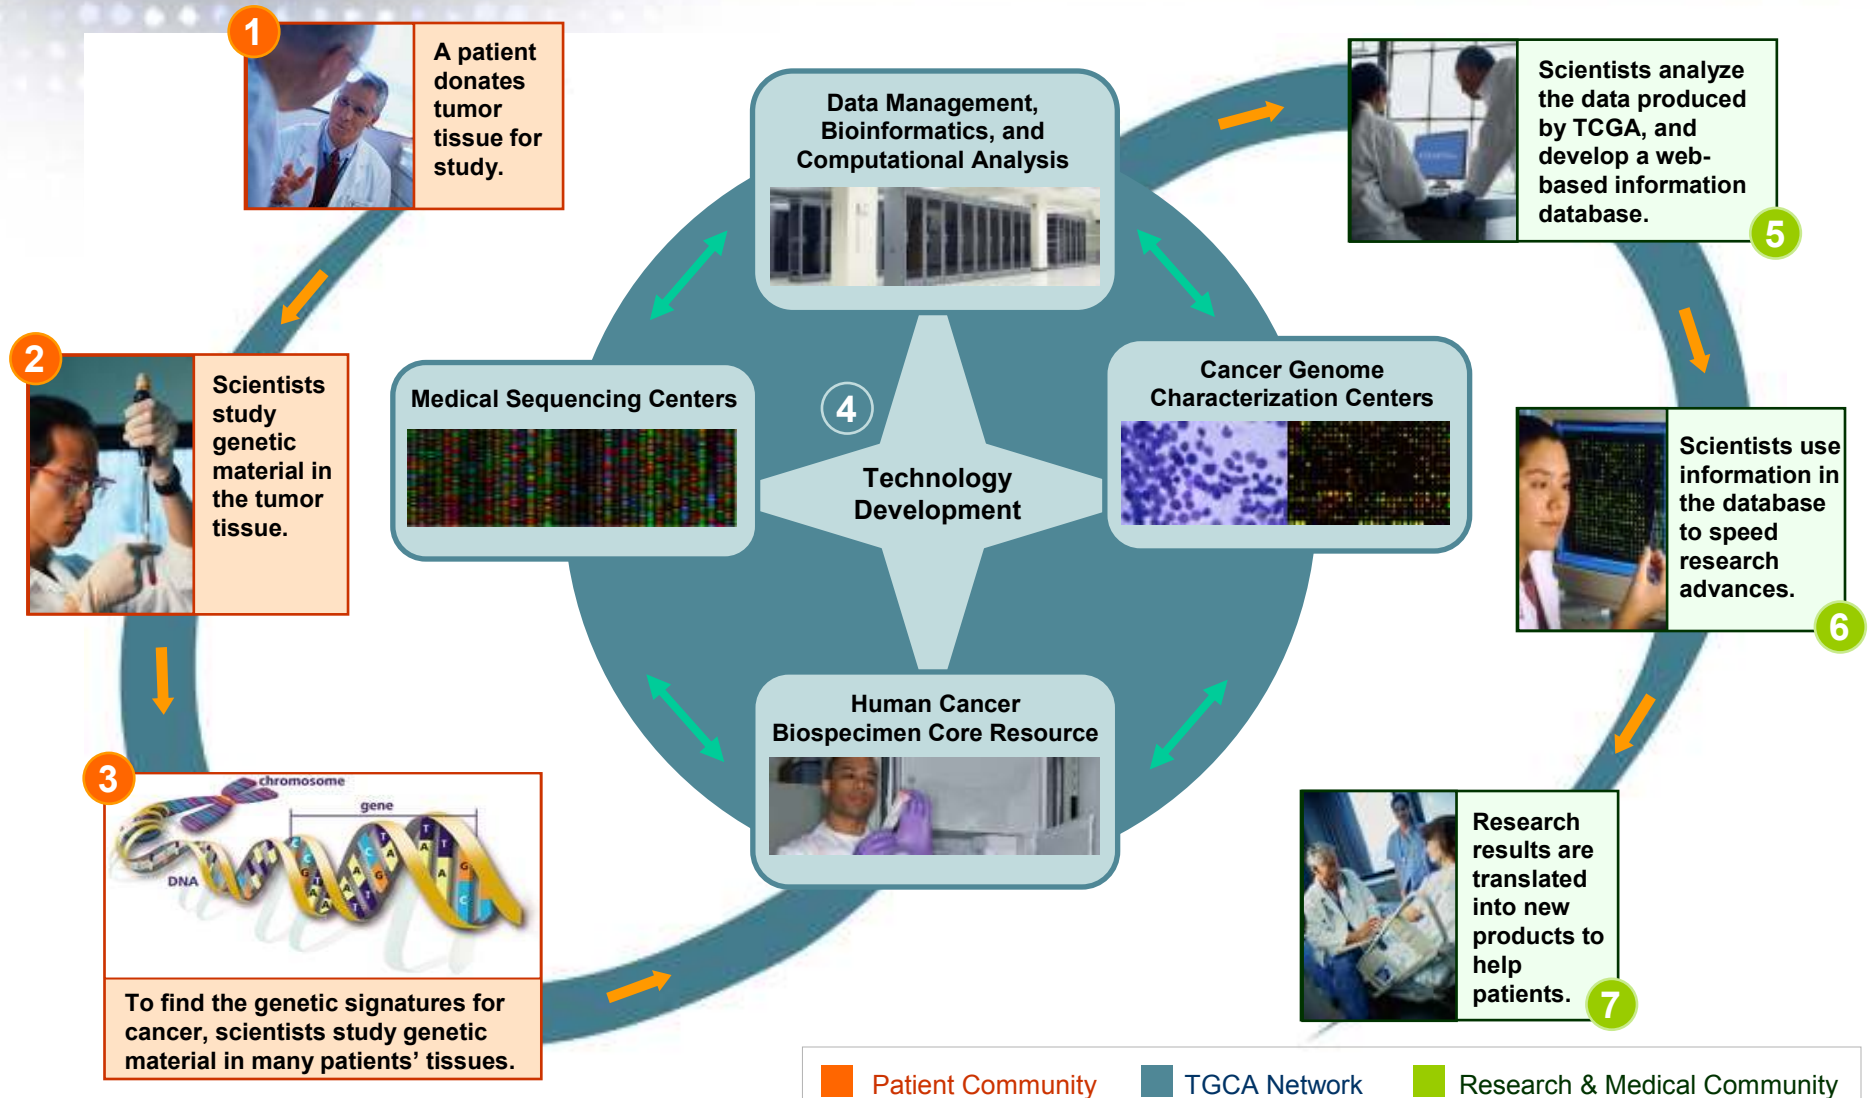 1
A patient
donates
tumor
tissue for
study.
2
Scientists
study
genetic
material in
the tumor
tissue.
3
chromosome
gene
DNA
To find the genetic signatures for
cancer, scientists study genetic
material in many patients’ tissues.
4
Data Management,
Bioinformatics, and
Computational Analysis
Medical Sequencing Centers
Cancer Genome
Characterization Centers
Technology
Development
Human Cancer
Biospecimen Core Resource
Scientists analyze
the data produced
by TCGA, and
develop a web-
based information
database.
5
Scientists use
information in
the database
to speed
research
advances.
6
Research
results are
translated
into new
products to
help
patients.
7
Patient Community
TGCA Network
Research & Medical Community